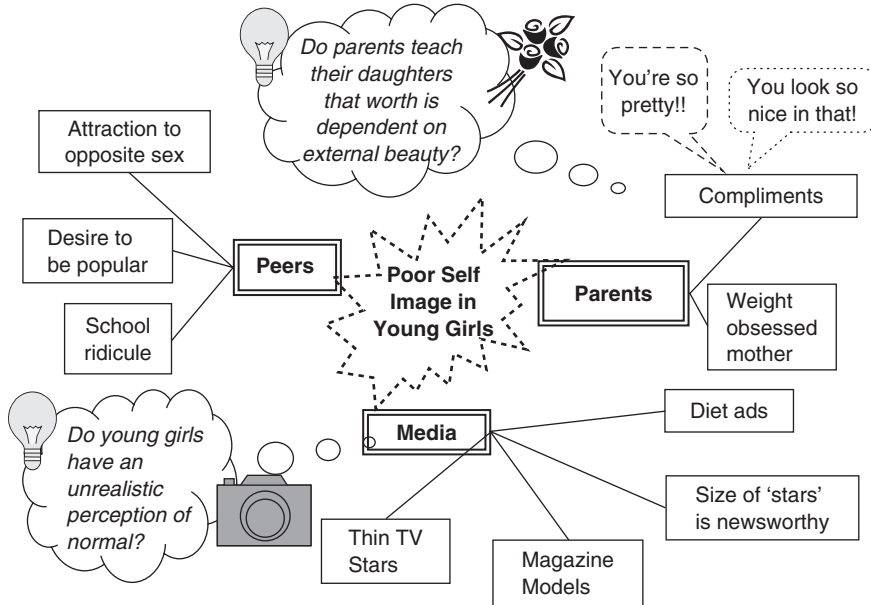 Do parents teach
their daughters
that worth is
dependent on
external beauty?
You're so
pretty!!
You look so
nice in that!
Attraction to
opposite sex
Compliments
Desire to
be popular
Peers
Poor Self
Image in
Young Girls
Parents
School
ridicule
Weight
obsessed
mother
Media
Diet ads
Do young girls
have an
unrealistic
perception of
normal?
Size of ‘stars’
is newsworthy
Thin TV
Stars
Magazine
Models